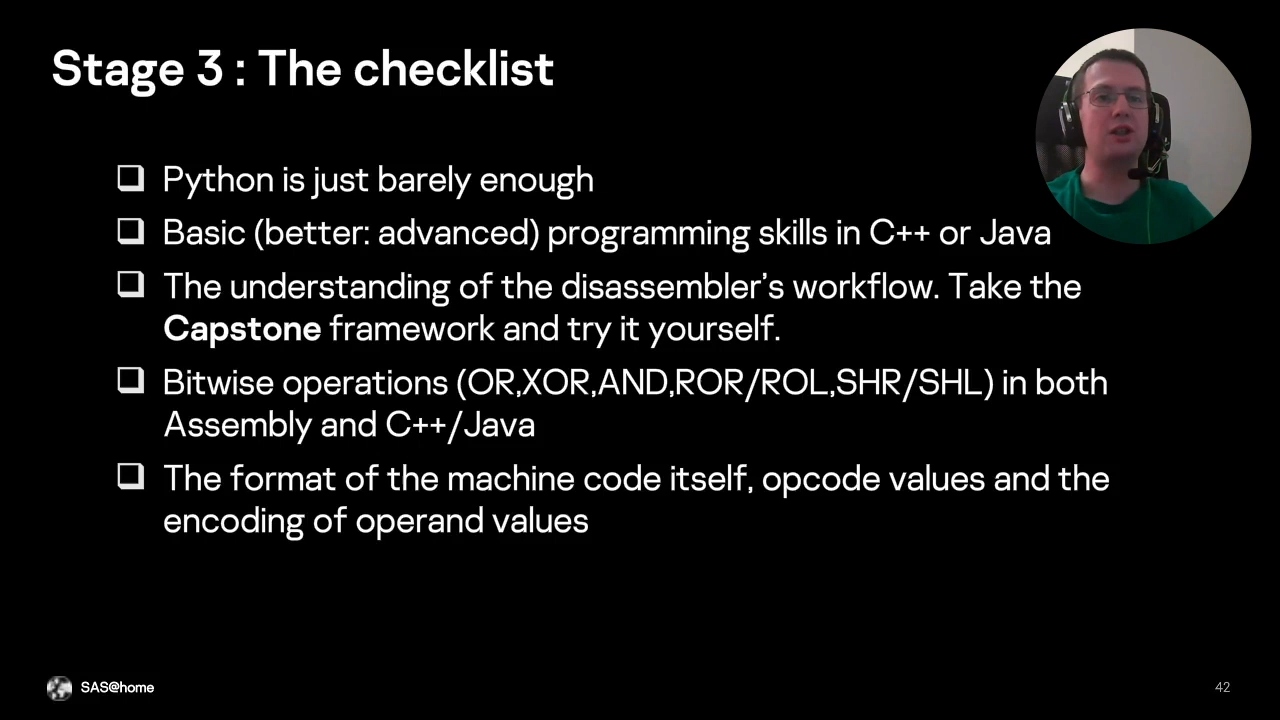 Stage 3 : The checklist
Python is just barely enough
Basic (better: advanced) programming skills in C++ or Java
The understanding of the disassembler’s workflow. Take the
Capstone framework and try it yourself.
Bitwise operations (OR,XOR,AND,ROR/ROL,SHR/SHL) in both
Assembly and C++/Java
The format of the machine code itself, opcode values and the
encoding of operand values
SAS@home
42